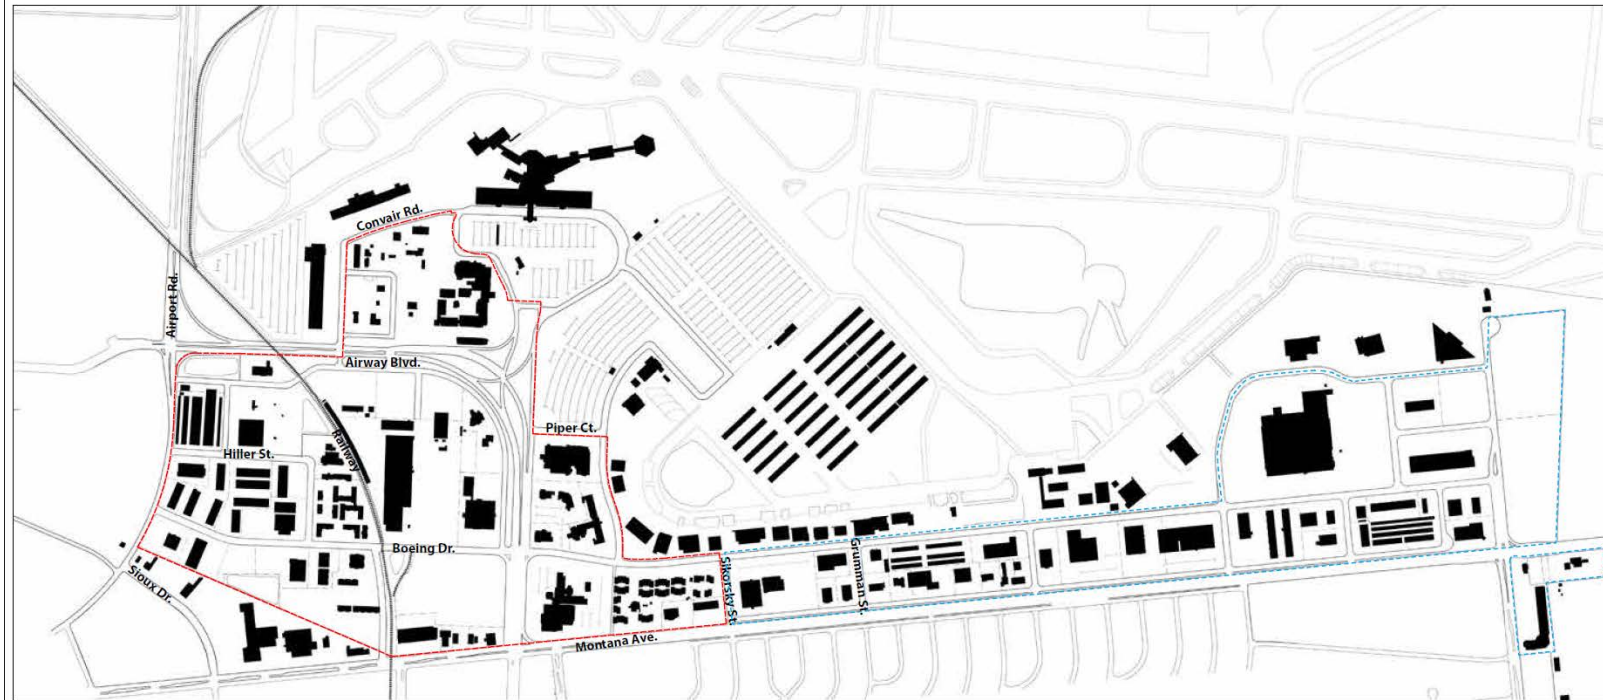 Convair Rd.
Airport Rd.
Airway Blvd.
Piper Ct.
Hiller St.
Railway
Boeing Dr.
Sioux Dr.
Sikorsky St.
Grumman St.
Montana Ave.